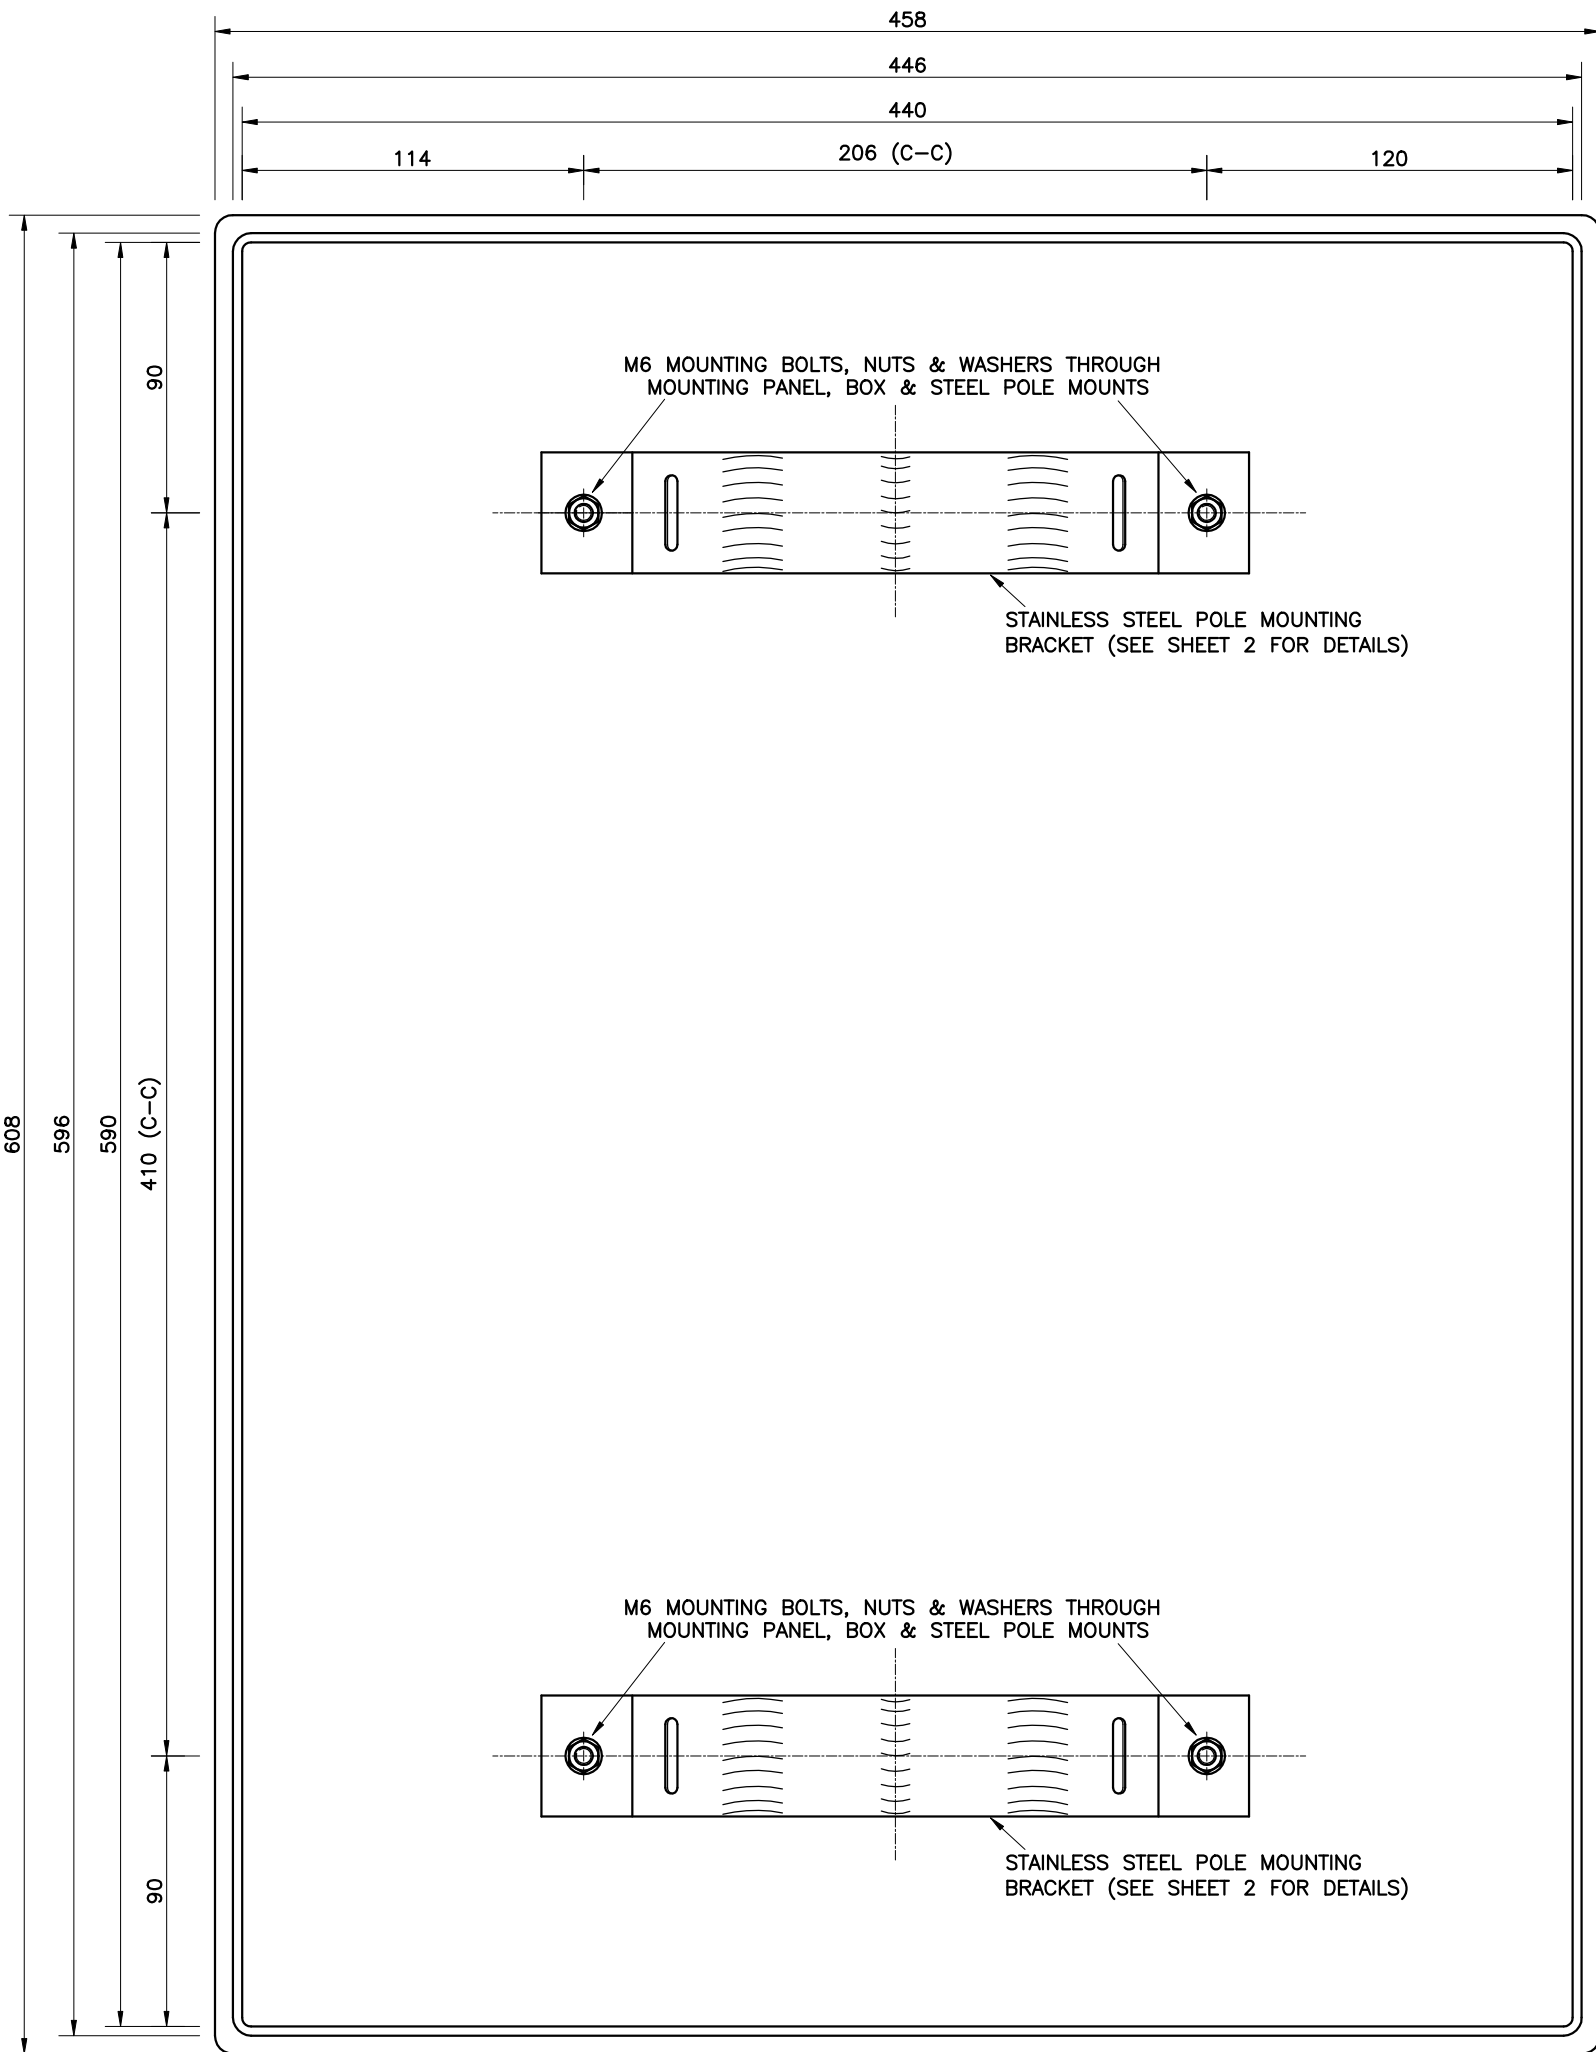 458
446
440
114
206 (C-C)
120
90
M6 MOUNTING BOLTS, NUTS & WASHERS THROUGH
MOUNTING PANEL, BOX & STEEL POLE MOUNTS
STAINLESS STEEL POLE MOUNTING
BRACKET (SEE SHEET 2 FOR DETAILS)
608
596
590
410 (C-C)
M6 MOUNTING BOLTS, NUTS & WASHERS THROUGH
MOUNTING PANEL, BOX & STEEL POLE MOUNTS
STAINLESS STEEL POLE MOUNTING
BRACKET (SEE SHEET 2 FOR DETAILS)
90